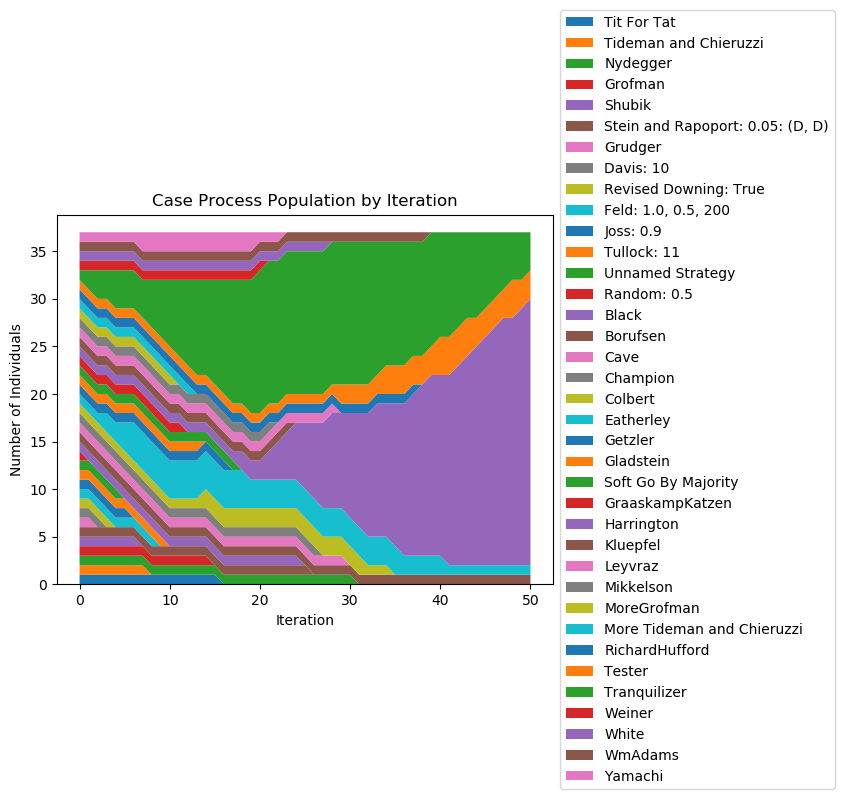 Case Process Population by Iteration
Number of Individuals
35
30
25
20
15
10
5
0
0 10 20 30 40 50
Iteration
Tit For Tat
Tideman and Chieruzzi
Nydegger
Grofman
Shubik
Stein and Rapoport: 0.05: (D, D)
Grudger
Davis: 10
Revised Downing: True
Feld: 1.0, 0.5, 200
Joss: 0.9
Tullock: 11
Unnamed Strategy
Random: 0.5
Black
Borufsen
Cave
Champion
Colbert
Eatherley
Getzler
Gladstein
Soft Go By Majority
GraaskampKatzen
Harrington
Kluepfel
Leyvraz
Mikkelson
MoreGrofman
More Tideman and Chieruzzi
RichardHufford
Tester
Tranquilizer
Weiner
White
WmAdams
Yamachi